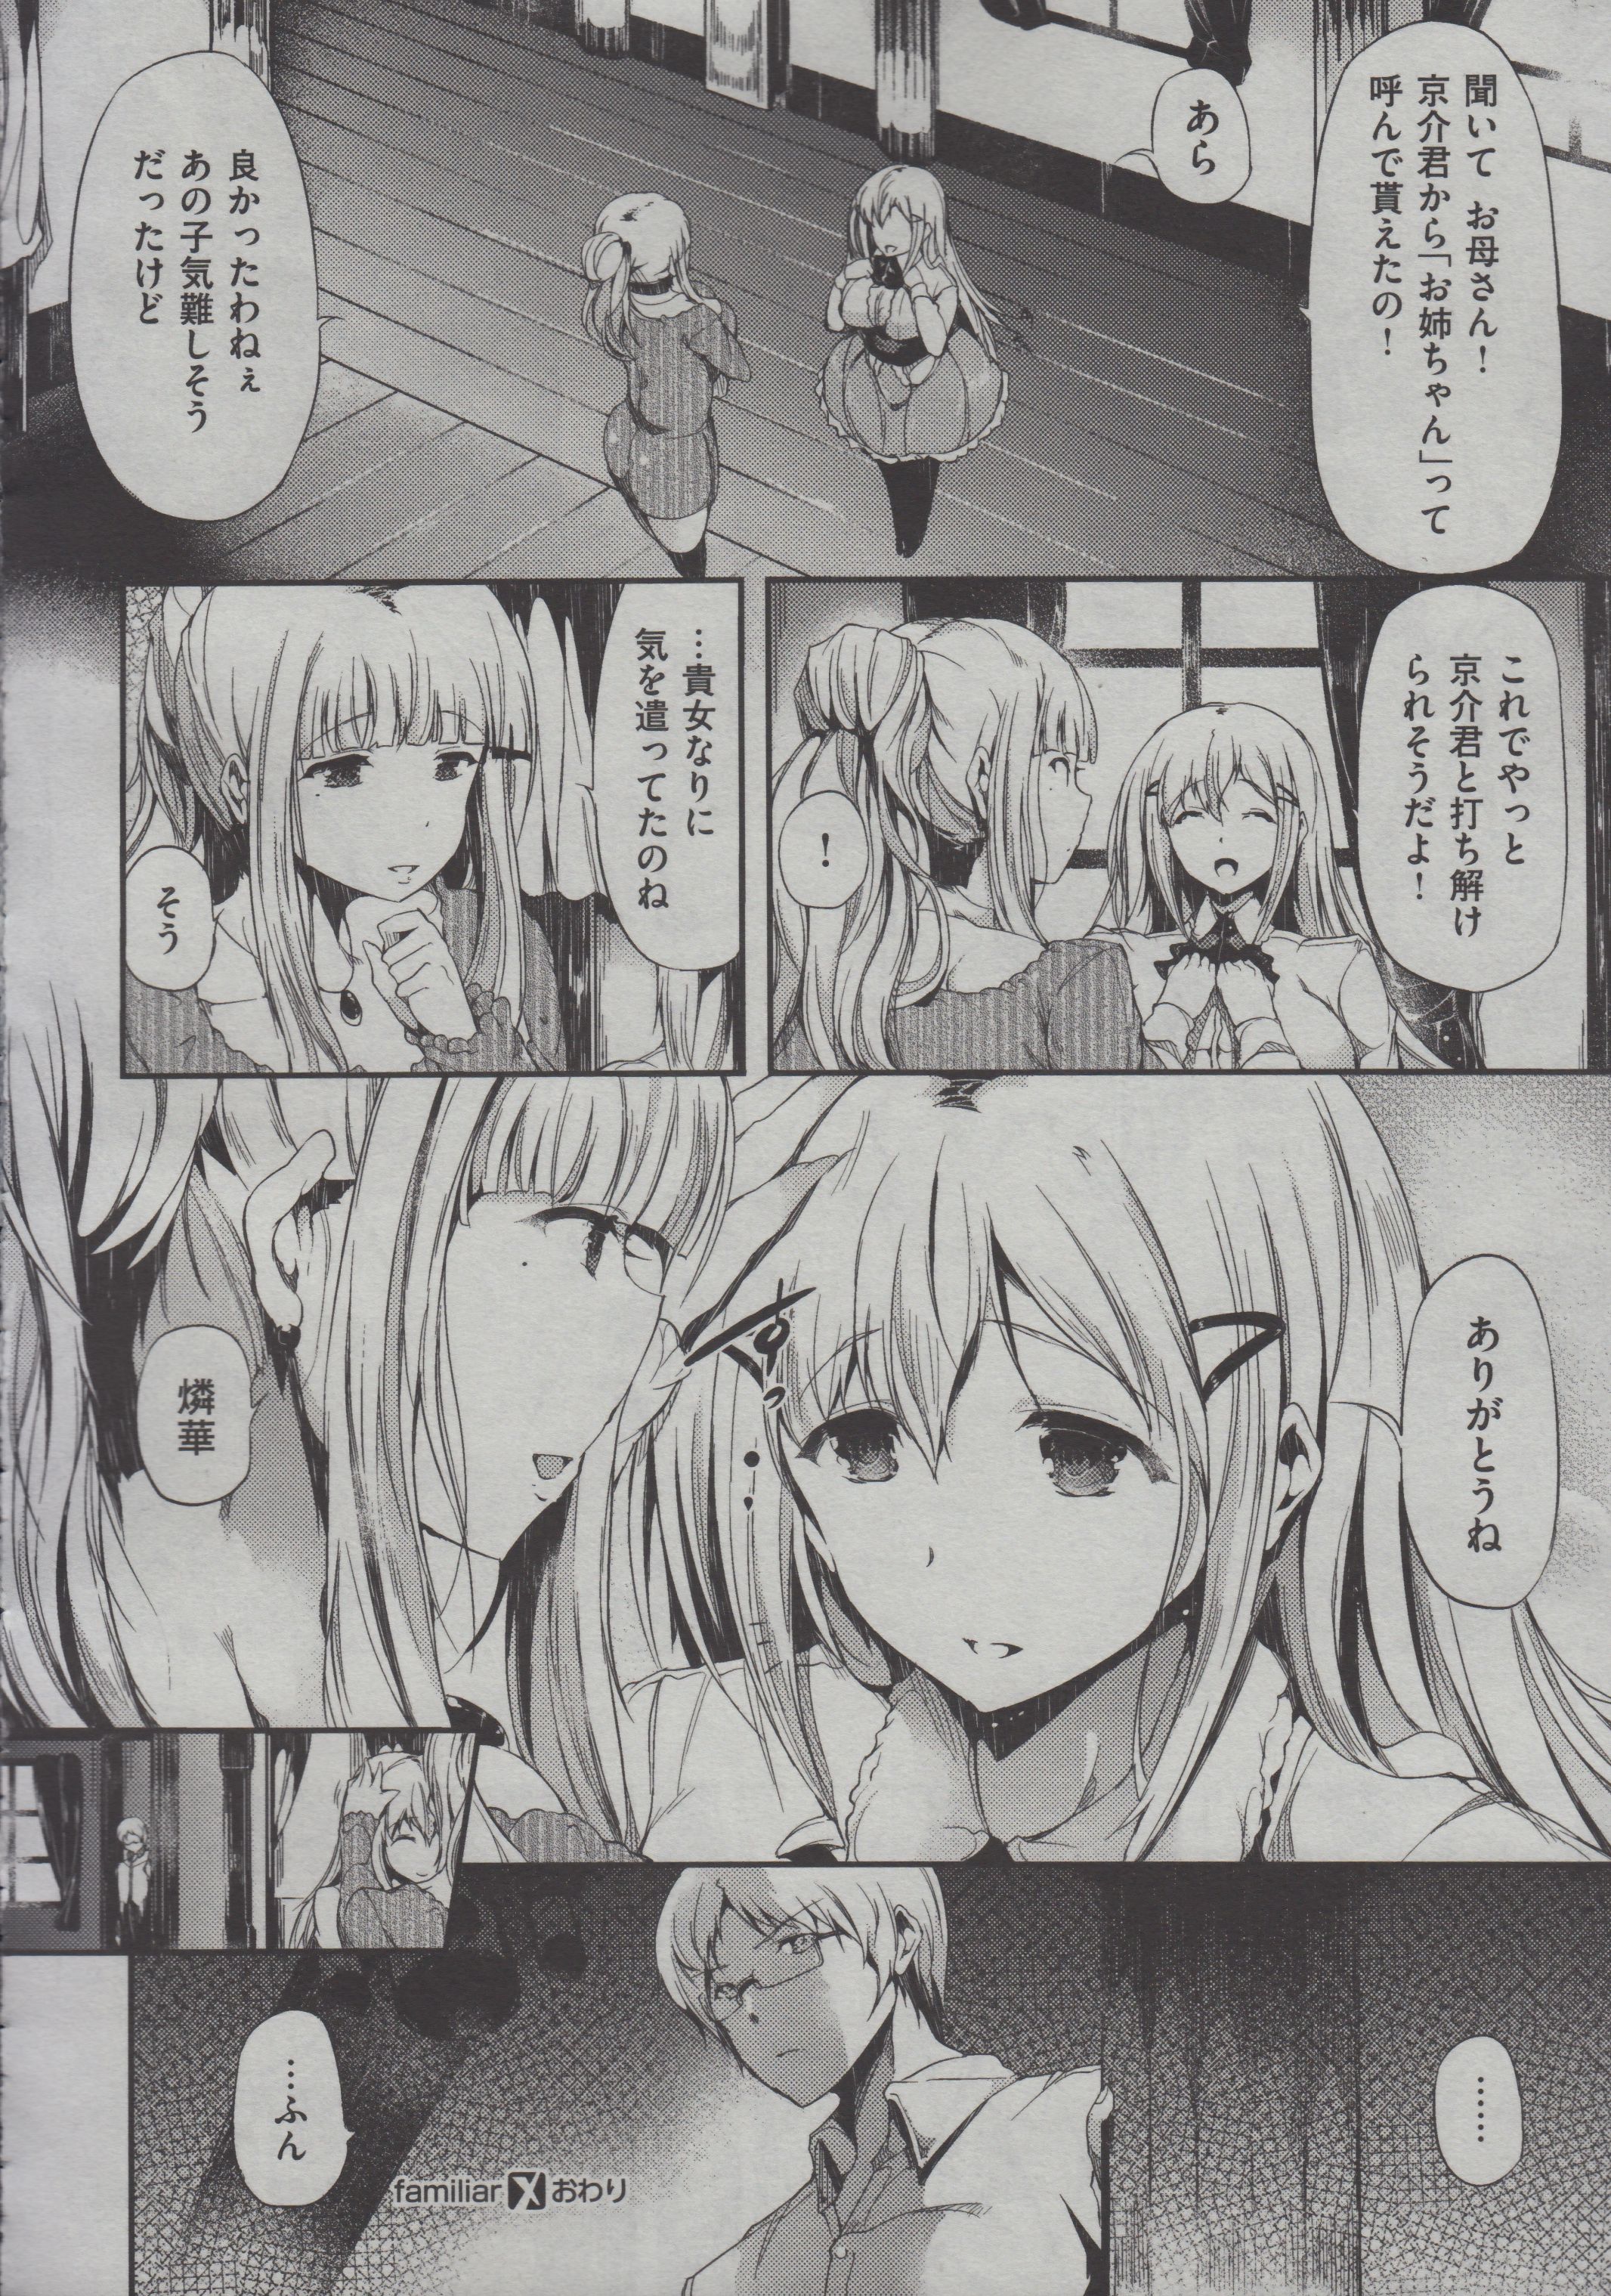 聞いて お母さん！
京介君から「お姉ちゃん」って
呼んで貰えたの！
あら
良かったわねぇ
あの子気難しそう
だったけど
これでやっと
京介君と打ち解け
られそうだよ！
！
…貴女なりに
気を遣ってたのね
そう
ありがとうね
燐華
……
…ふん
familiar X おわり